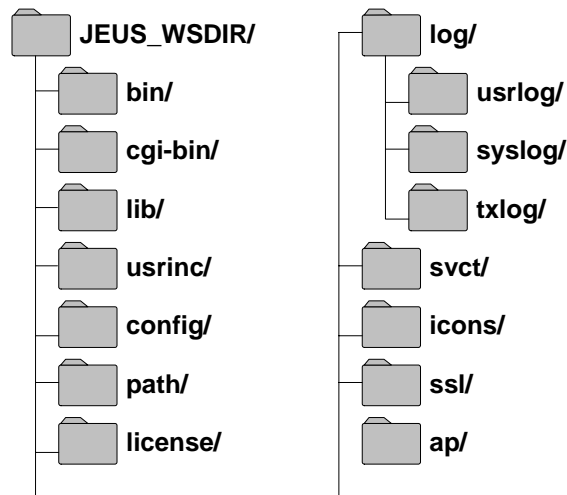 JEUS_WSDIR/
bin/
cgi-bin/
lib/
usrinc/
config/
path/
license/
log/
usrlog/
syslog/
txlog/
svct/
icons/
ssl/
ap/